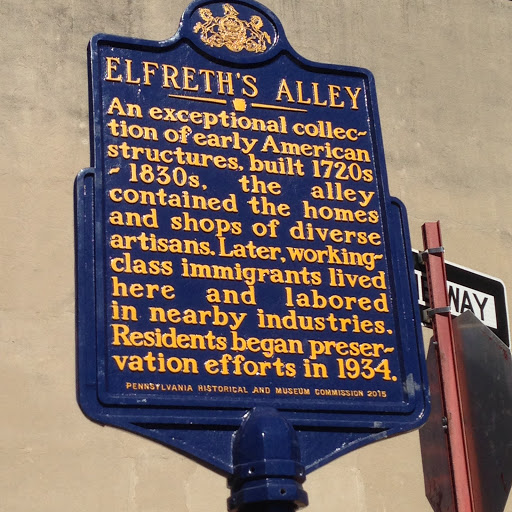 ELFRETH'S ALLEY
An exceptional collec-
tion of early American
structures, built 1720s
- 1830s, the alley
contained the homes
and shops of diverse
artisans. Later, working-
class immigrants lived
here and labored
in nearby industries.
Residents began preser-
vation efforts in 1934.
PENNSYLVANIA HISTORICAL AND MUSEUM COMMISSION 2015
WAY